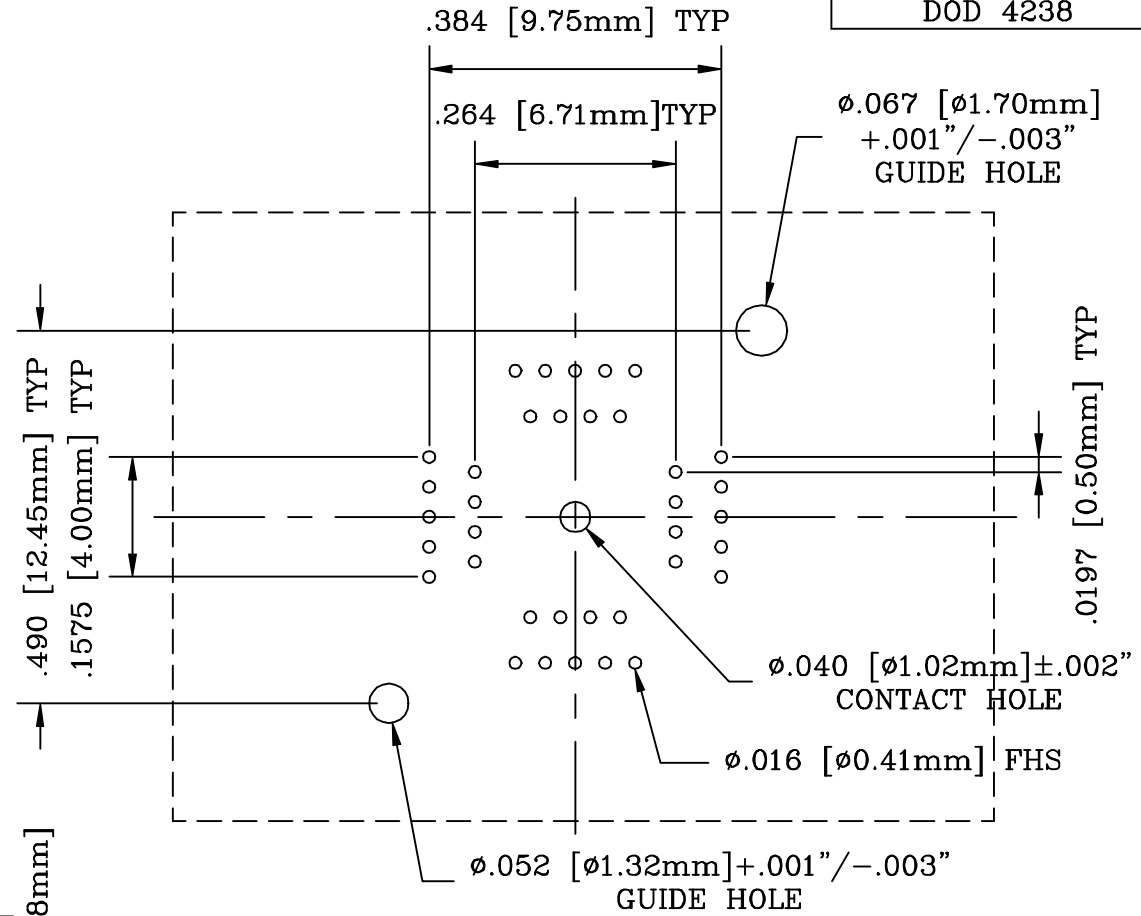 DOD 4238
.384 [9.75mm] TYP
.264 [6.71mm]TYP
ø.067 [ø1.70mm]
+.001”/-.003”
GUIDE HOLE
.490 [12.45mm] TYP
.1575 [4.00mm] TYP
.0197 [0.50mm] TYP
ø.040 [ø1.02mm]±.002”
CONTACT HOLE
ø.016 [ø0.41mm] FHS
ø.052 [ø1.32mm]+.001”/-.003”
GUIDE HOLE
8mm]